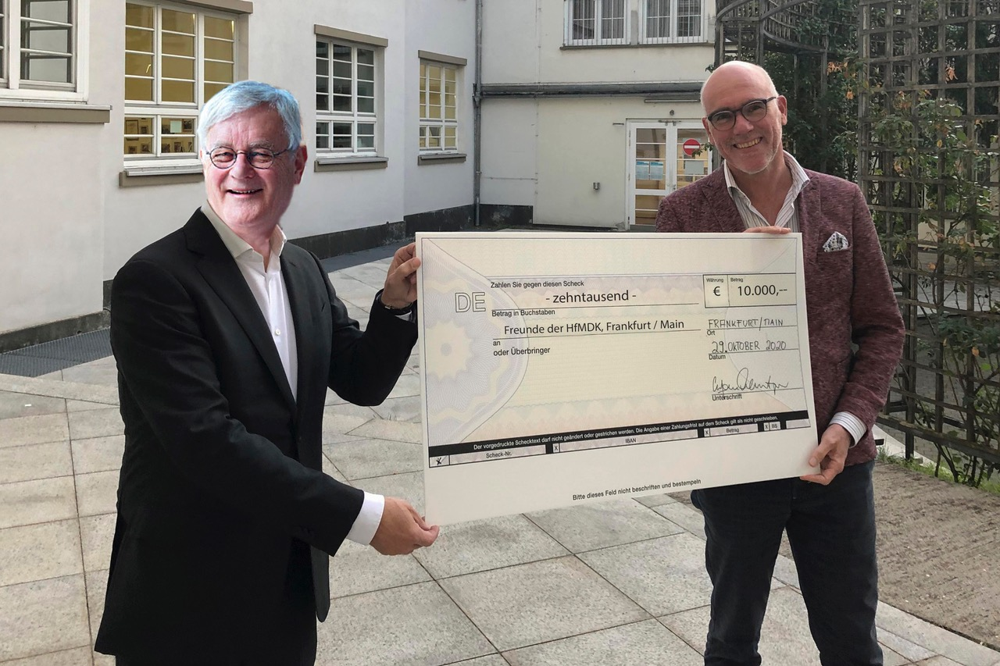 Zahlen Sie gegen diesen Scheck
Währung
Betrag
DE
- zehntausend -
€
10.000,--
Betrag in Buchstaben
Freunde der HfMDK, Frankfurt / Main
FRANKFURT/MAIN
an
Ort
oder Überbringer
29. OKTOBER 2020
Datum
Unterschrift
Der vorgedruckte Schecktext darf nicht geändert oder gestrichen werden. Die Angabe einer Zahlungsfrist auf dem Scheck gilt als nicht geschrieben.
X Scheck-Nr. X IBAN X Betrag X
Bitte dieses Feld nicht beschriften und bestempeln